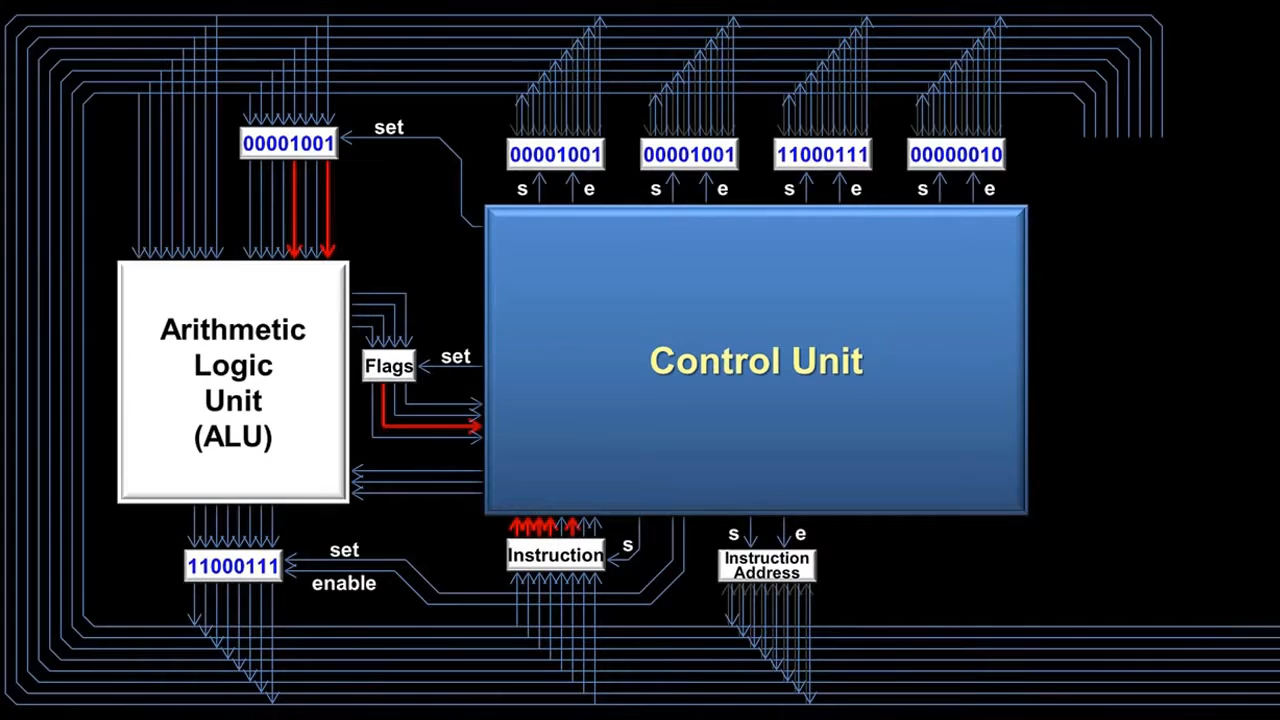 set
00001001
00001001
00001001
11000111
00000010
s
e
s
e
s
e
s
e
Arithmetic
Logic
Unit
(ALU)
Flags
set
Control Unit
set
enable
11000111
Instruction
s
s
e
Instruction
Address